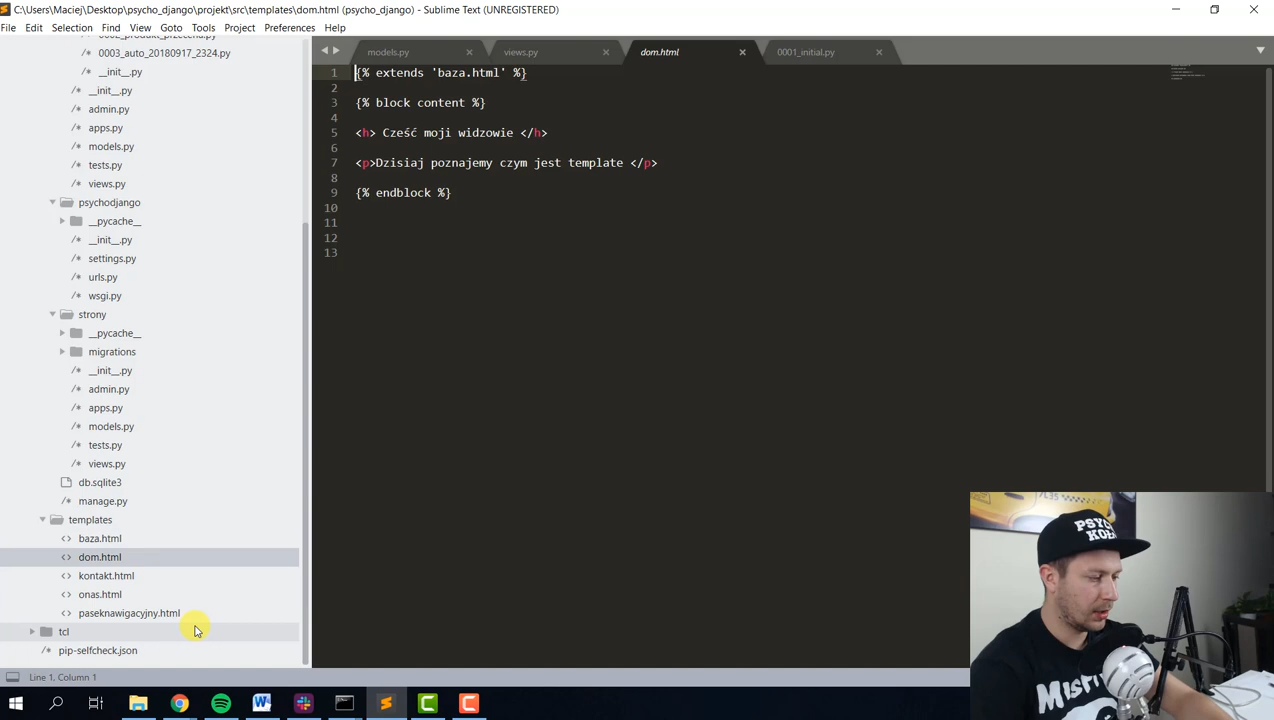 C:\Users\Maciej\Desktop\psycho_django\projekt\src\templates\dom.html (psycho_django) - Sublime Text (UNREGISTERED)
File Edit Selection Find View Goto Tools Project Preferences Help
0002_produkt_przecena.py
0003_auto_20180917_2324.py
__init__.py
__init__.py
admin.py
apps.py
models.py
tests.py
views.py
psychodjango
__pycache__
__init__.py
settings.py
urls.py
wsgi.py
strony
__pycache__
migrations
__init__.py
admin.py
apps.py
models.py
tests.py
views.py
db.sqlite3
manage.py
templates
baza.html
dom.html
kontakt.html
onas.html
paseknawigacyjny.html
tcl
pip-selfcheck.json
models.py views.py dom.html 0001_initial.py
1 {% extends 'baza.html' %}
2
3 {% block content %}
4
5 <h> Cześć moji widzowie </h>
6
7 <p>Dzisiaj poznajemy czym jest template </p>
8
9 {% endblock %}
10
11
12
13
Line 1, Column 1